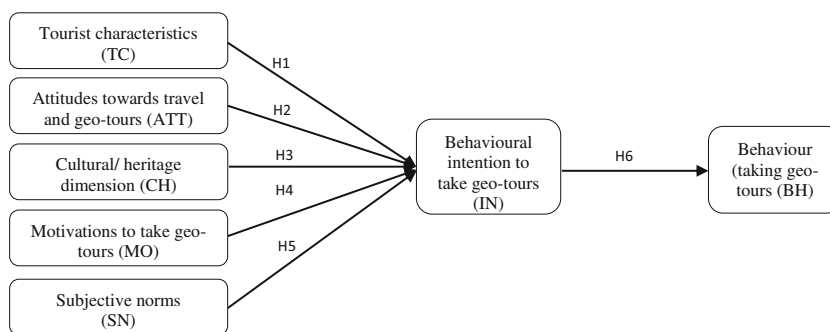 Tourist characteristics
(TC)
H1
Attitudes towards travel
and geo-tours (ATT)
H2
Cultural/ heritage
dimension (CH)
H3
Motivations to take geo-
tours (MO)
H4
Subjective norms
(SN)
H5
Behavioural
intention to
take geo-tours
(IN)
H6
Behaviour
(taking geo-
tours (BH)